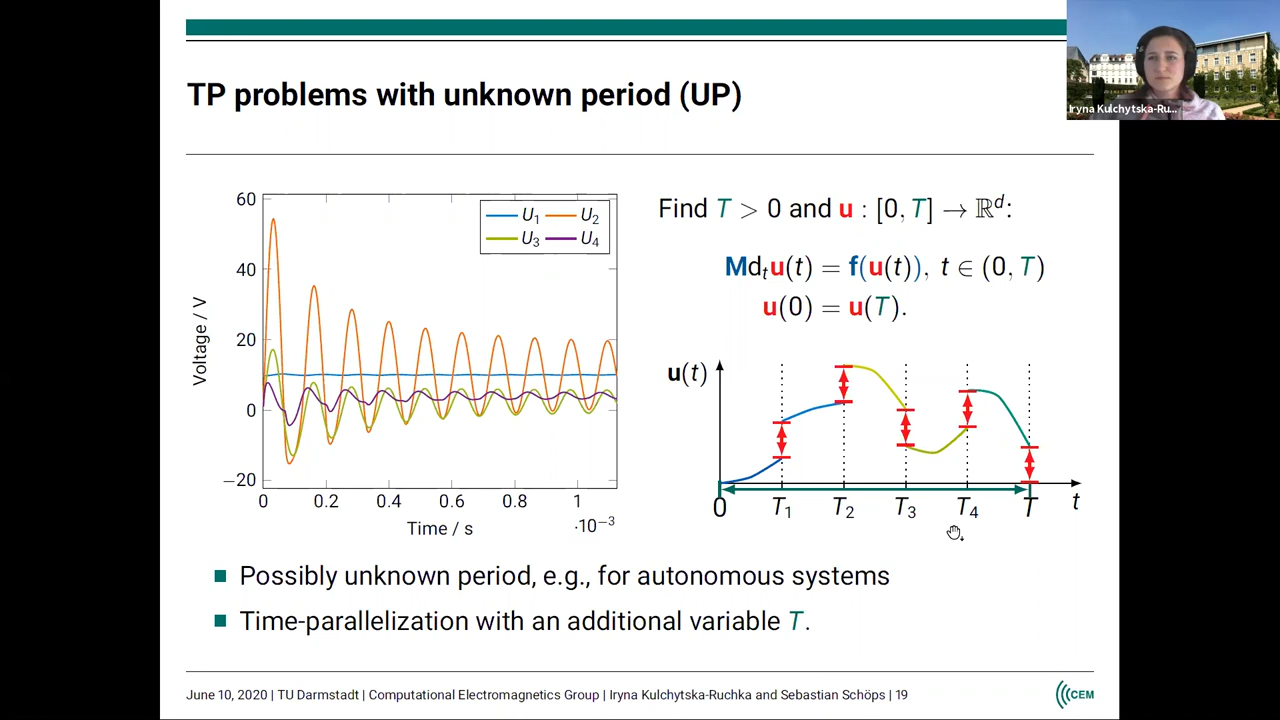 Iryna Kulchytska-Ru...
TP problems with unknown period (UP)
60
40
20
0
−20
0 0.2 0.4 0.6 0.8 1
·10⁻³
Voltage / V
Time / s
U₁ U₂
U₃ U₄
Find T > 0 and u : [0, T] → ℝᵈ:
Mdₜu(t) = f(u(t)), t ∈ (0, T)
u(0) = u(T).
u(t)
0 T₁ T₂ T₃ T₄ T t
Possibly unknown period, e.g., for autonomous systems
Time-parallelization with an additional variable T.
June 10, 2020 | TU Darmstadt | Computational Electromagnetics Group | Iryna Kulchytska-Ruchka and Sebastian Schöps | 19
CEM